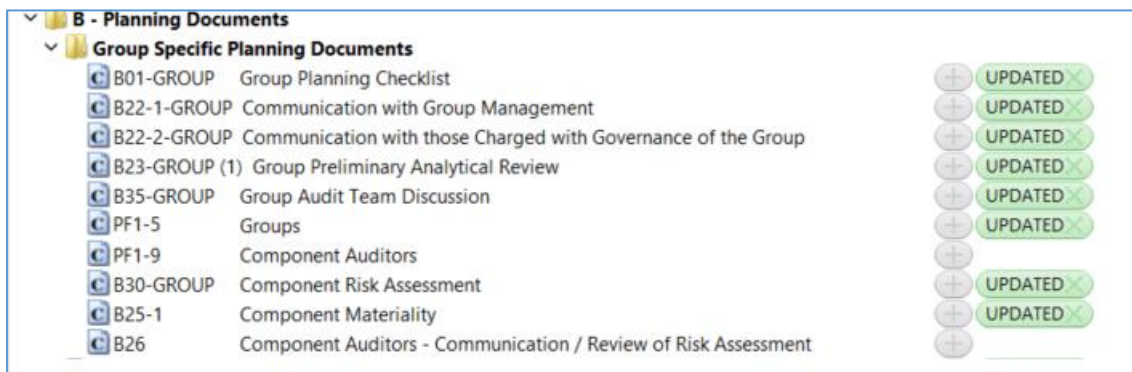 B - Planning Documents
Group Specific Planning Documents
B01-GROUP Group Planning Checklist UPDATED
B22-1-GROUP Communication with Group Management UPDATED
B22-2-GROUP Communication with those Charged with Governance of the Group UPDATED
B23-GROUP (1) Group Preliminary Analytical Review UPDATED
B35-GROUP Group Audit Team Discussion UPDATED
PF1-5 Groups UPDATED
PF1-9 Component Auditors
B30-GROUP Component Risk Assessment UPDATED
B25-1 Component Materiality UPDATED
B26 Component Auditors - Communication / Review of Risk Assessment